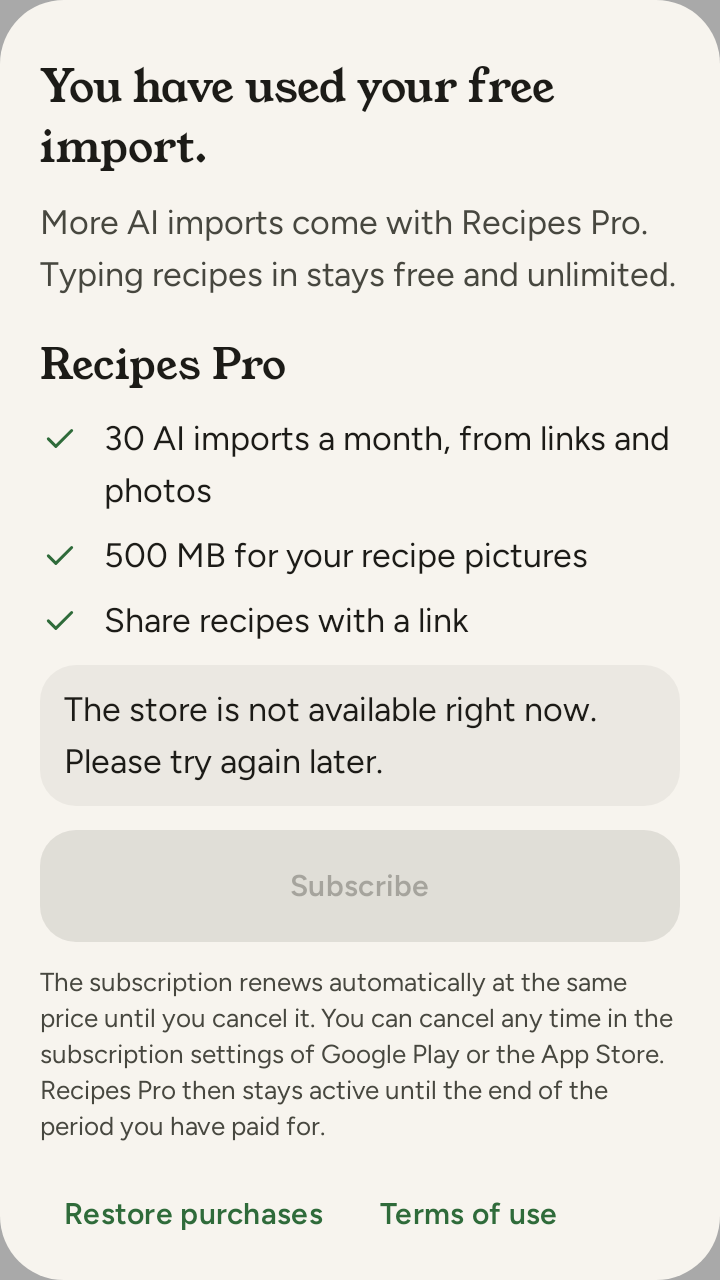 You have used your free
import.
More AI imports come with Recipes Pro.
Typing recipes in stays free and unlimited.
Recipes Pro
30 AI imports a month, from links and
photos
500 MB for your recipe pictures
Share recipes with a link
The store is not available right now.
Please try again later.
Subscribe
The subscription renews automatically at the same
price until you cancel it. You can cancel any time in the
subscription settings of Google Play or the App Store.
Recipes Pro then stays active until the end of the
period you have paid for.
Restore purchases Terms of use